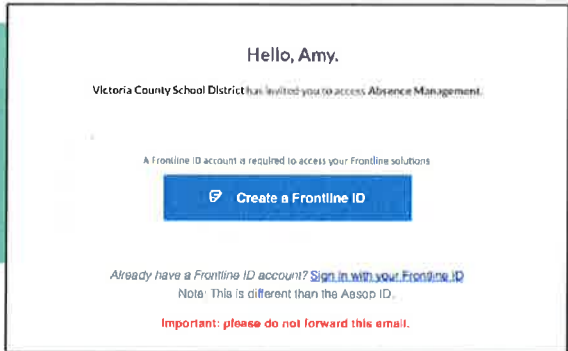 Hello, Amy.
Victoria County School District has invited you to access Absence Management.
A Frontline ID account is required to access your Frontline solutions
Create a Frontline ID
Already have a Frontline ID account? Sign in with your Frontline ID
Note: This is different than the Aesop ID.
Important: please do not forward this email.